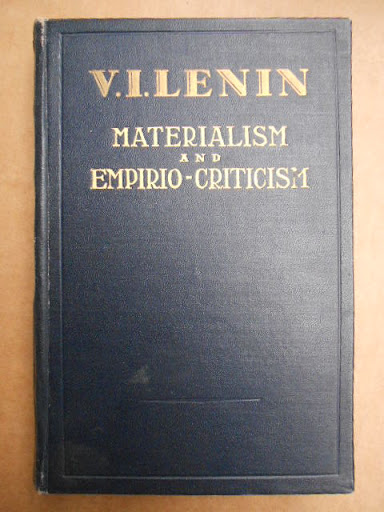 V.I.LENIN
MATERIALISM
AND
EMPIRIO-CRITICISM